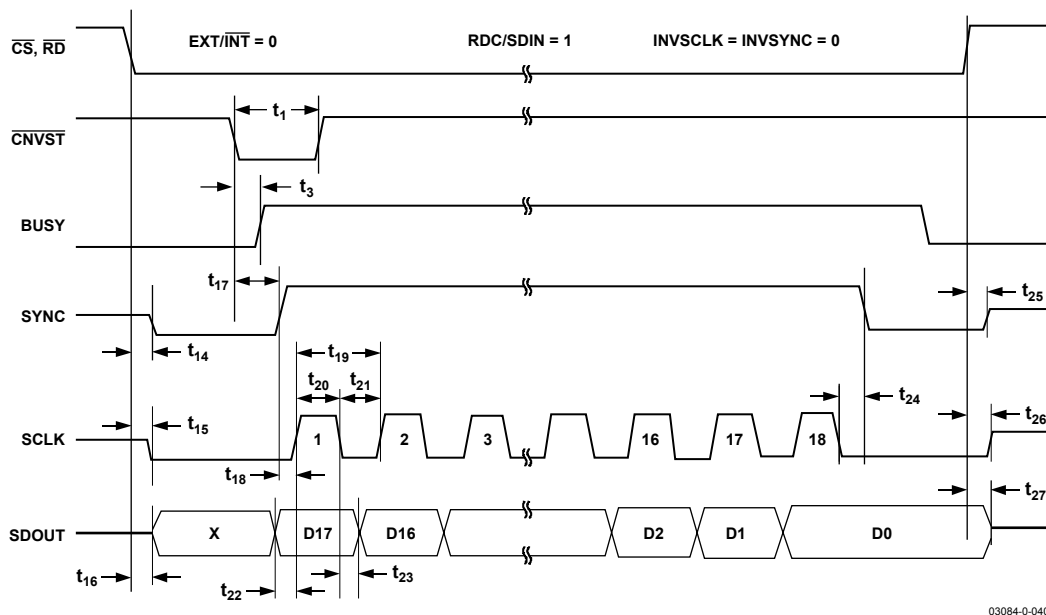 EXT/INT = 0 RDC/SDIN = 1 INVSCLK = INVSYNC = 0
CS, RD
t1
CNVST
t3
BUSY
t17
t25
SYNC
t14
t19
t20 t21
t24
t26
t15
SCLK 1 2 3 16 17 18
t18
t27
SDOUT X D17 D16 D2 D1 D0
t16
t22
t23
03084-0-040